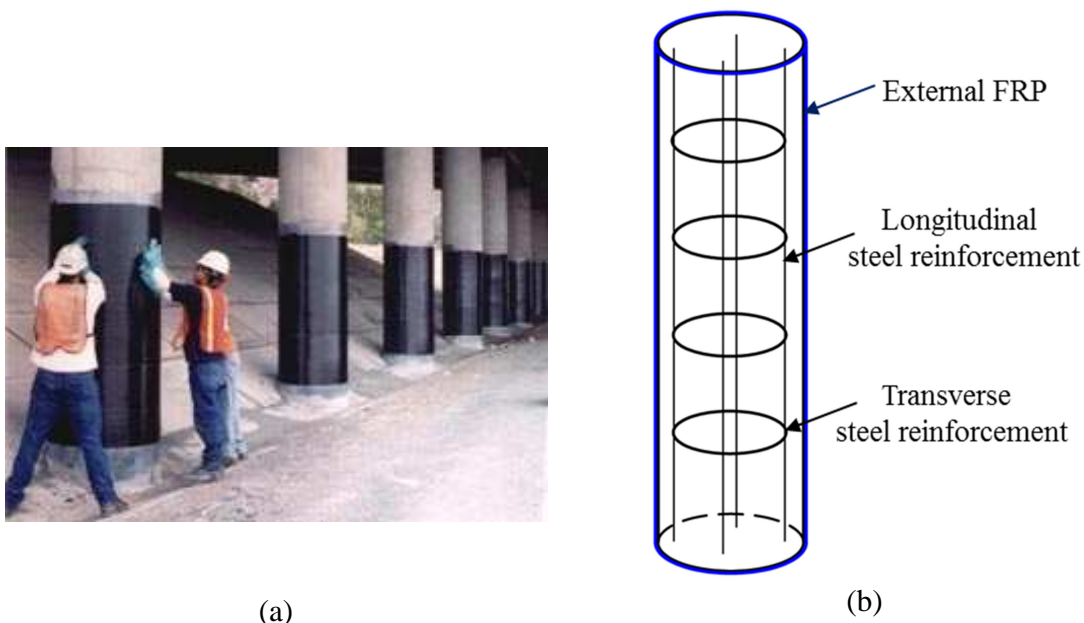 External FRP
Longitudinal
steel reinforcement
Transverse
steel reinforcement
(a)
(b)